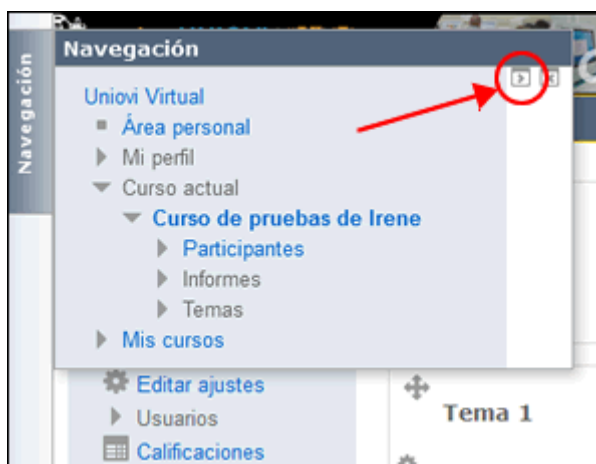 Navegación
Navegación
Uniovi Virtual
Área personal
Mi perfil
Curso actual
Curso de pruebas de Irene
Participantes
Informes
Temas
Mis cursos
Editar ajustes
Usuarios
Calificaciones
Tema 1